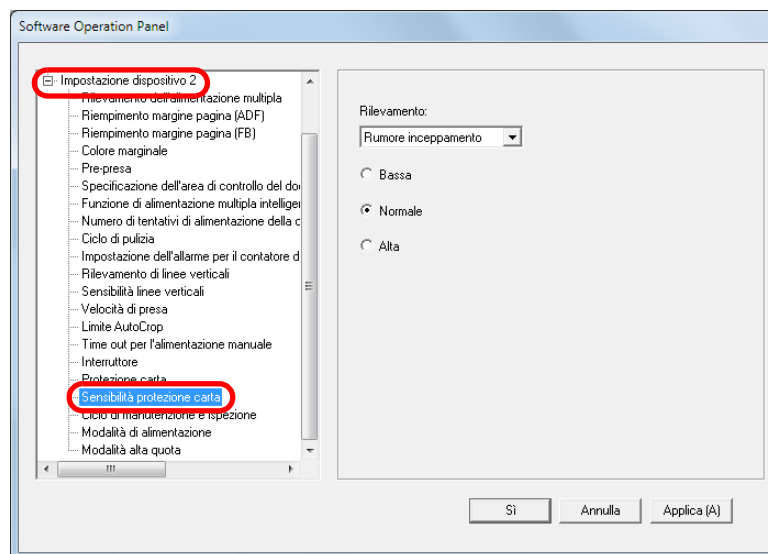 Software Operation Panel
Impostazione dispositivo 2
Rilevamento dell'alimentazione multipla
Riempimento margine pagina (ADF)
Riempimento margine pagina (FB)
Colore marginale
Pre-presa
Specificazione dell'area di controllo del do
Funzione di alimentazione multipla intellige
Numero di tentativi di alimentazione della c
Ciclo di pulizia
Impostazione dell'allarme per il contatore d
Rilevamento di linee verticali
Sensibilità linee verticali
Velocità di presa
Limite AutoCrop
Time out per l'alimentazione manuale
Interruttore
Protezione carta
Sensibilità protezione carta
Ciclo di manutenzione e ispezione
Modalità di alimentazione
Modalità alta quota
Rilevamento:
Rumore inceppamento
Bassa
Normale
Alta
Sì
Annulla
Applica (A)